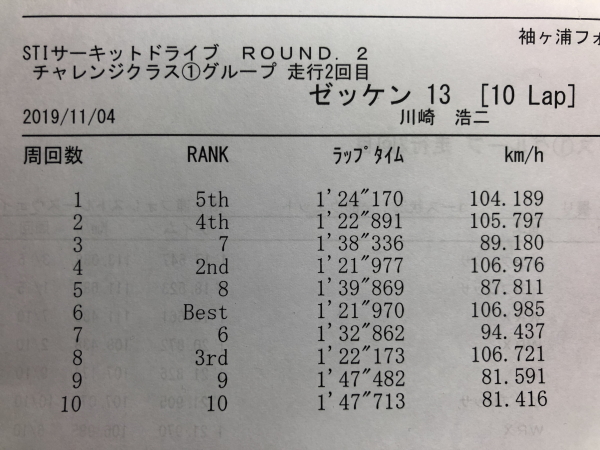 袖ヶ浦フォ
STIサーキットドライブ ROUND. 2
チャレンジクラス①グループ 走行2回目
ゼッケン 13 [10 Lap]
2019/11/04 川崎 浩二
周回数 RANK ラップタイム km/h
1 5th 1'24"170 104.189
2 4th 1'22"891 105.797
3 7 1'38"336 89.180
4 2nd 1'21"977 106.976
5 8 1'39"869 87.811
6 Best 1'21"970 106.985
7 6 1'32"862 94.437
8 3rd 1'22"173 106.721
9 9 1'47"482 81.591
10 10 1'47"713 81.416